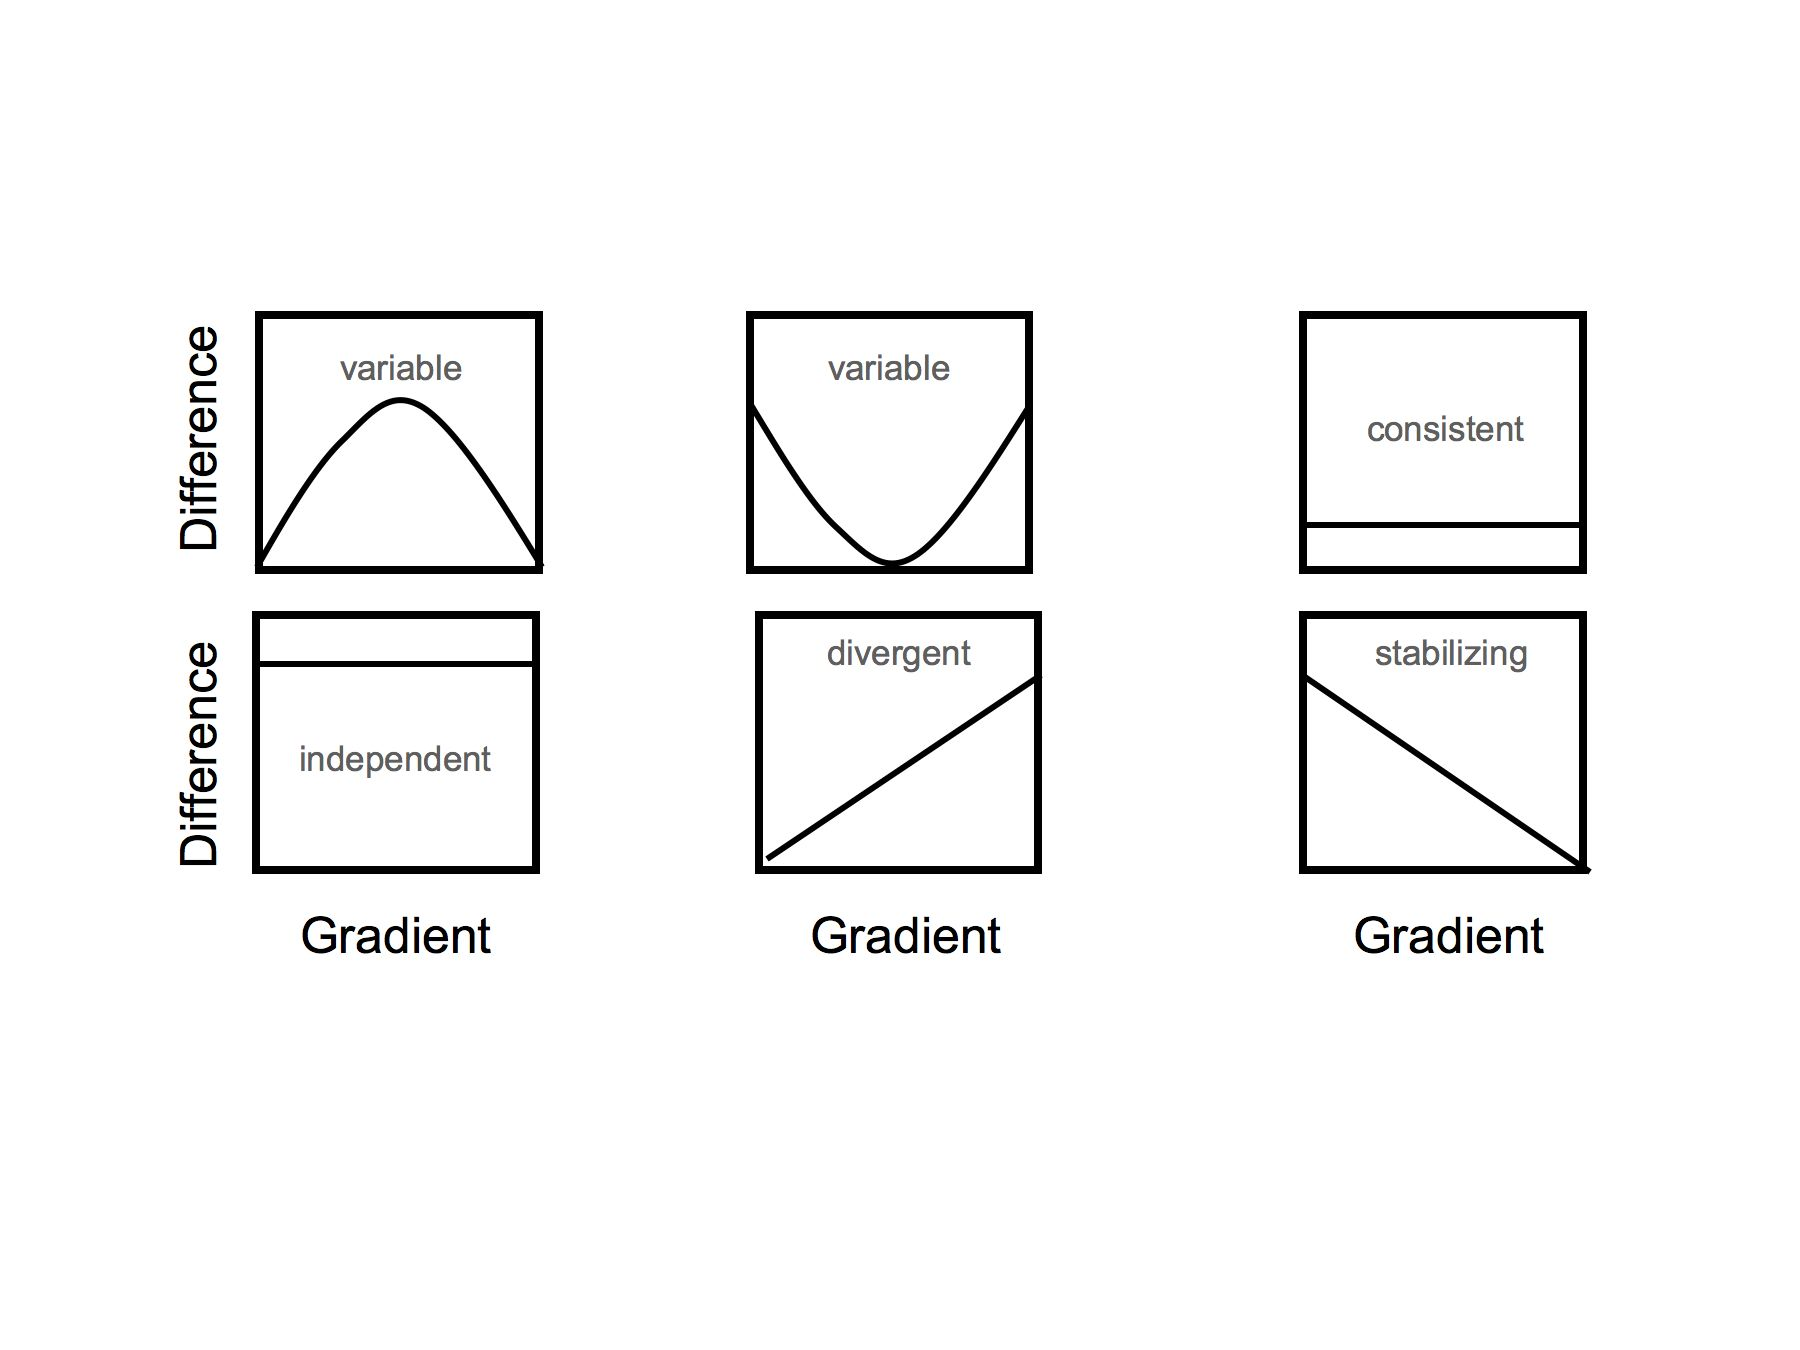 Difference
variable
variable
consistent
Difference
independent
divergent
stabilizing
Gradient
Gradient
Gradient